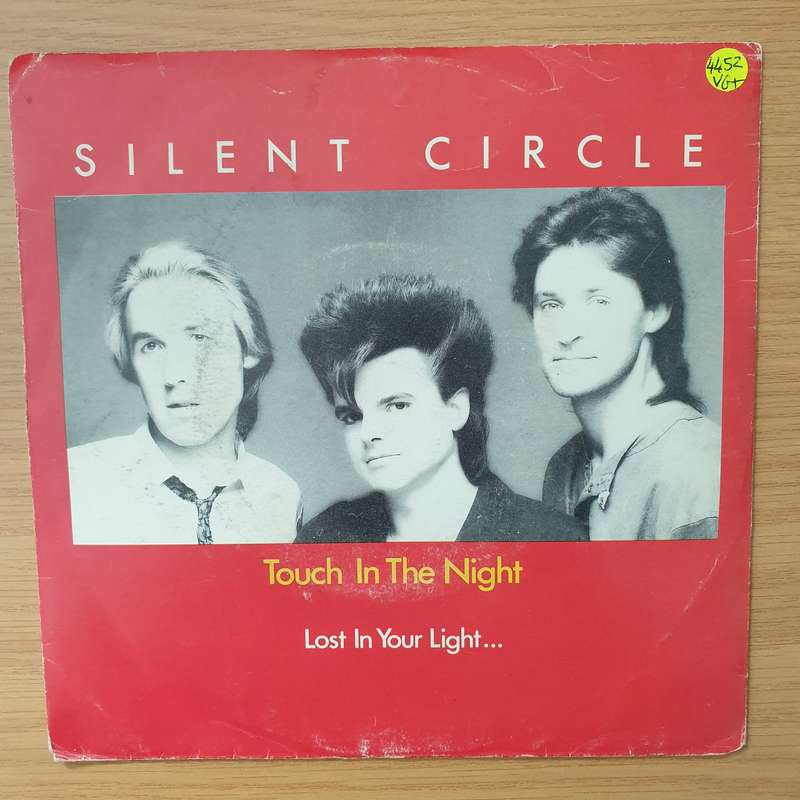 4452
VG+
SILENT CIRCLE
Touch In The Night
Lost In Your Light...